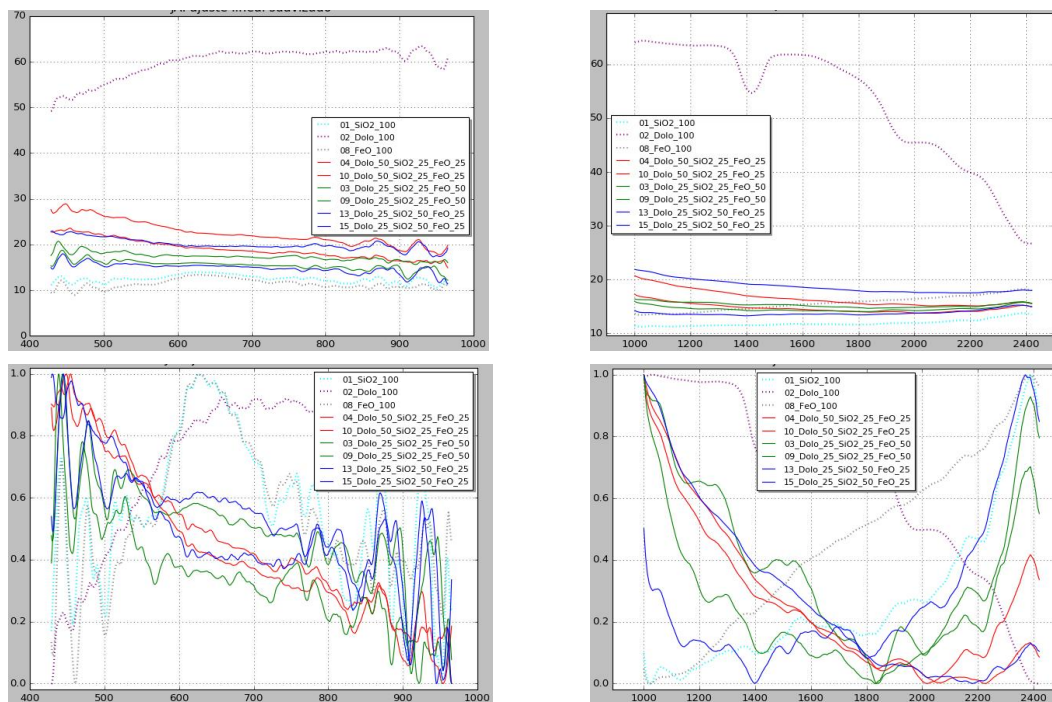 ajuste lineal suavizado
70
60
50
40
30
20
10
0
400 500 600 700 800 900 1000
01_SiO2_100
02_Dolo_100
08_FeO_100
04_Dolo_50_SiO2_25_FeO_25
10_Dolo_50_SiO2_25_FeO_25
03_Dolo_25_SiO2_25_FeO_50
09_Dolo_25_SiO2_25_FeO_50
13_Dolo_25_SiO2_50_FeO_25
15_Dolo_25_SiO2_50_FeO_25
60
50
40
30
20
10
1000 1200 1400 1600 1800 2000 2200 2400
01_SiO2_100
02_Dolo_100
08_FeO_100
04_Dolo_50_SiO2_25_FeO_25
10_Dolo_50_SiO2_25_FeO_25
03_Dolo_25_SiO2_25_FeO_50
09_Dolo_25_SiO2_25_FeO_50
13_Dolo_25_SiO2_50_FeO_25
15_Dolo_25_SiO2_50_FeO_25
1.0
0.8
0.6
0.4
0.2
0.0
400 500 600 700 800 900 1000
01_SiO2_100
02_Dolo_100
08_FeO_100
04_Dolo_50_SiO2_25_FeO_25
10_Dolo_50_SiO2_25_FeO_25
03_Dolo_25_SiO2_25_FeO_50
09_Dolo_25_SiO2_25_FeO_50
13_Dolo_25_SiO2_50_FeO_25
15_Dolo_25_SiO2_50_FeO_25
1.0
0.8
0.6
0.4
0.2
0.0
1000 1200 1400 1600 1800 2000 2200 2400
01_SiO2_100
02_Dolo_100
08_FeO_100
04_Dolo_50_SiO2_25_FeO_25
10_Dolo_50_SiO2_25_FeO_25
03_Dolo_25_SiO2_25_FeO_50
09_Dolo_25_SiO2_25_FeO_50
13_Dolo_25_SiO2_50_FeO_25
15_Dolo_25_SiO2_50_FeO_25